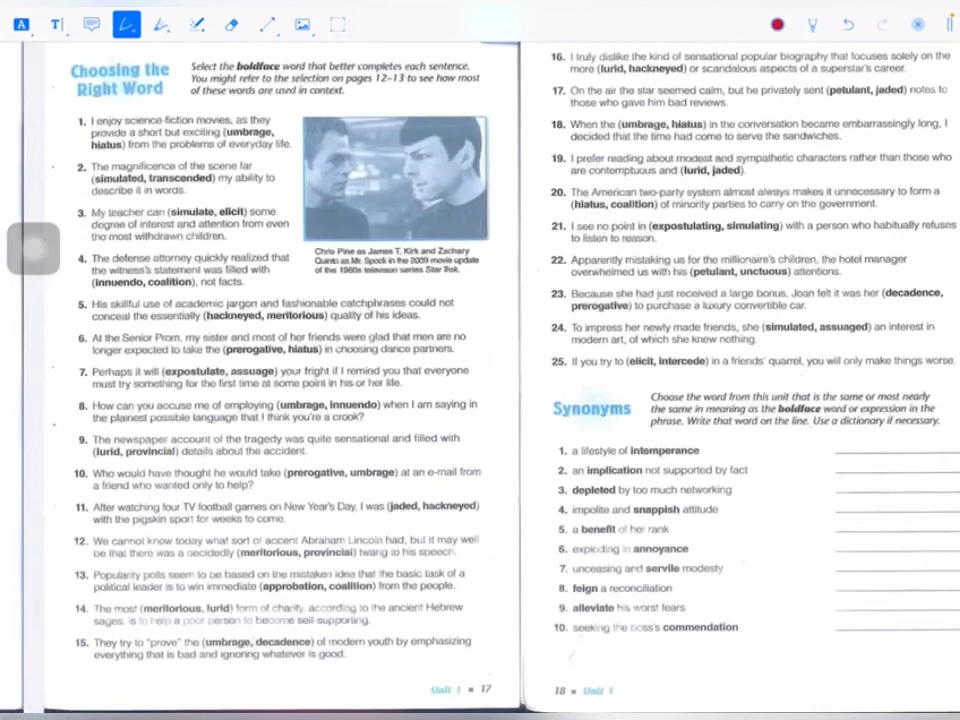 Choosing the
Right Word
Select the boldface word that better completes each sentence.
You might refer to the selection on pages 12–13 to see how most
of these words are used in context.
1. I enjoy science-fiction movies, as they
provide a short but exciting (umbrage,
hiatus) from the problems of everyday life.
2. The magnificence of the scene far
(simulated, transcended) my ability to
describe it in words.
3. My teacher can (simulate, elicit) some
degree of interest and attention from even
the most withdrawn children.
4. The defense attorney quickly realized that
the witness's statement was filled with
(innuendo, coalition), not facts.
Chris Pine as James T. Kirk and Zachary
Quinto as Mr. Spock in the 2009 movie update
of the 1960s television series Star Trek.
5. His skillful use of academic jargon and fashionable catchphrases could not
conceal the essentially (hackneyed, meritorious) quality of his ideas.
6. At the Senior Prom, my sister and most of her friends were glad that men are no
longer expected to take the (prerogative, hiatus) in choosing dance partners.
7. Perhaps it will (expostulate, assuage) your fright if I remind you that everyone
must try something for the first time at some point in his or her life.
8. How can you accuse me of employing (umbrage, innuendo) when I am saying in
the plainest possible language that I think you're a crook?
9. The newspaper account of the tragedy was quite sensational and filled with
(lurid, provincial) details about the accident.
10. Who would have thought he would take (prerogative, umbrage) at an e-mail from
a friend who wanted only to help?
11. After watching four TV football games on New Year's Day, I was (jaded, hackneyed)
with the pigskin sport for weeks to come.
12. We cannot know today what sort of accent Abraham Lincoln had, but it may well
be that there was a decidedly (meritorious, provincial) twang to his speech.
13. Popularity polls seem to be based on the mistaken idea that the basic task of a
political leader is to win immediate (approbation, coalition) from the people.
14. The most (meritorious, lurid) form of charity, according to the ancient Hebrew
sages, is to help a poor person to become self-supporting.
15. They try to "prove" the (umbrage, decadence) of modern youth by emphasizing
everything that is bad and ignoring whatever is good.
Unit 1 ■ 17
16. I truly dislike the kind of sensational popular biography that focuses solely on the
more (lurid, hackneyed) or scandalous aspects of a superstar's career.
17. On the air the star seemed calm, but he privately sent (petulant, jaded) notes to
those who gave him bad reviews.
18. When the (umbrage, hiatus) in the conversation became embarrassingly long, I
decided that the time had come to serve the sandwiches.
19. I prefer reading about modest and sympathetic characters rather than those who
are contemptuous and (lurid, jaded).
20. The American two-party system almost always makes it unnecessary to form a
(hiatus, coalition) of minority parties to carry on the government.
21. I see no point in (expostulating, simulating) with a person who habitually refuses
to listen to reason.
22. Apparently mistaking us for the millionaire's children, the hotel manager
overwhelmed us with his (petulant, unctuous) attentions.
23. Because she had just received a large bonus, Joan felt it was her (decadence,
prerogative) to purchase a luxury convertible car.
24. To impress her newly made friends, she (simulated, assuaged) an interest in
modern art, of which she knew nothing.
25. If you try to (elicit, intercede) in a friends' quarrel, you will only make things worse.
Synonyms
Choose the word from this unit that is the same or most nearly
the same in meaning as the boldface word or expression in the
phrase. Write that word on the line. Use a dictionary if necessary.
1. a lifestyle of intemperance
2. an implication not supported by fact
3. depleted by too much networking
4. impolite and snappish attitude
5. a benefit of her rank
6. exploding in annoyance
7. unceasing and servile modesty
8. feign a reconciliation
9. alleviate his worst fears
10. seeking the boss's commendation
18 ■ Unit 1